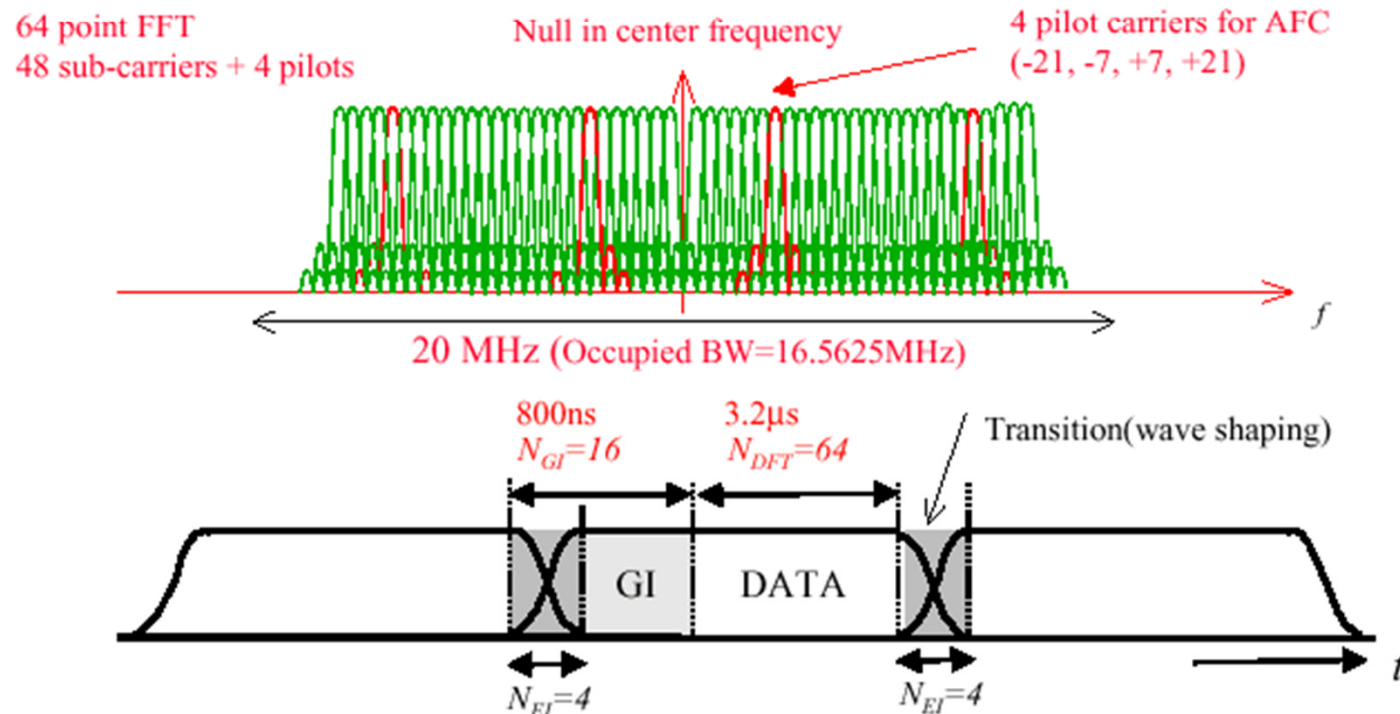 64 point FFT
48 sub-carriers + 4 pilots
Null in center frequency
4 pilot carriers for AFC
(-21, -7, +7, +21)
f
20 MHz (Occupied BW=16.5625MHz)
800ns
N_GI=16
3.2μs
N_DFT=64
Transition(wave shaping)
GI
DATA
t
N_EI=4
N_EI=4